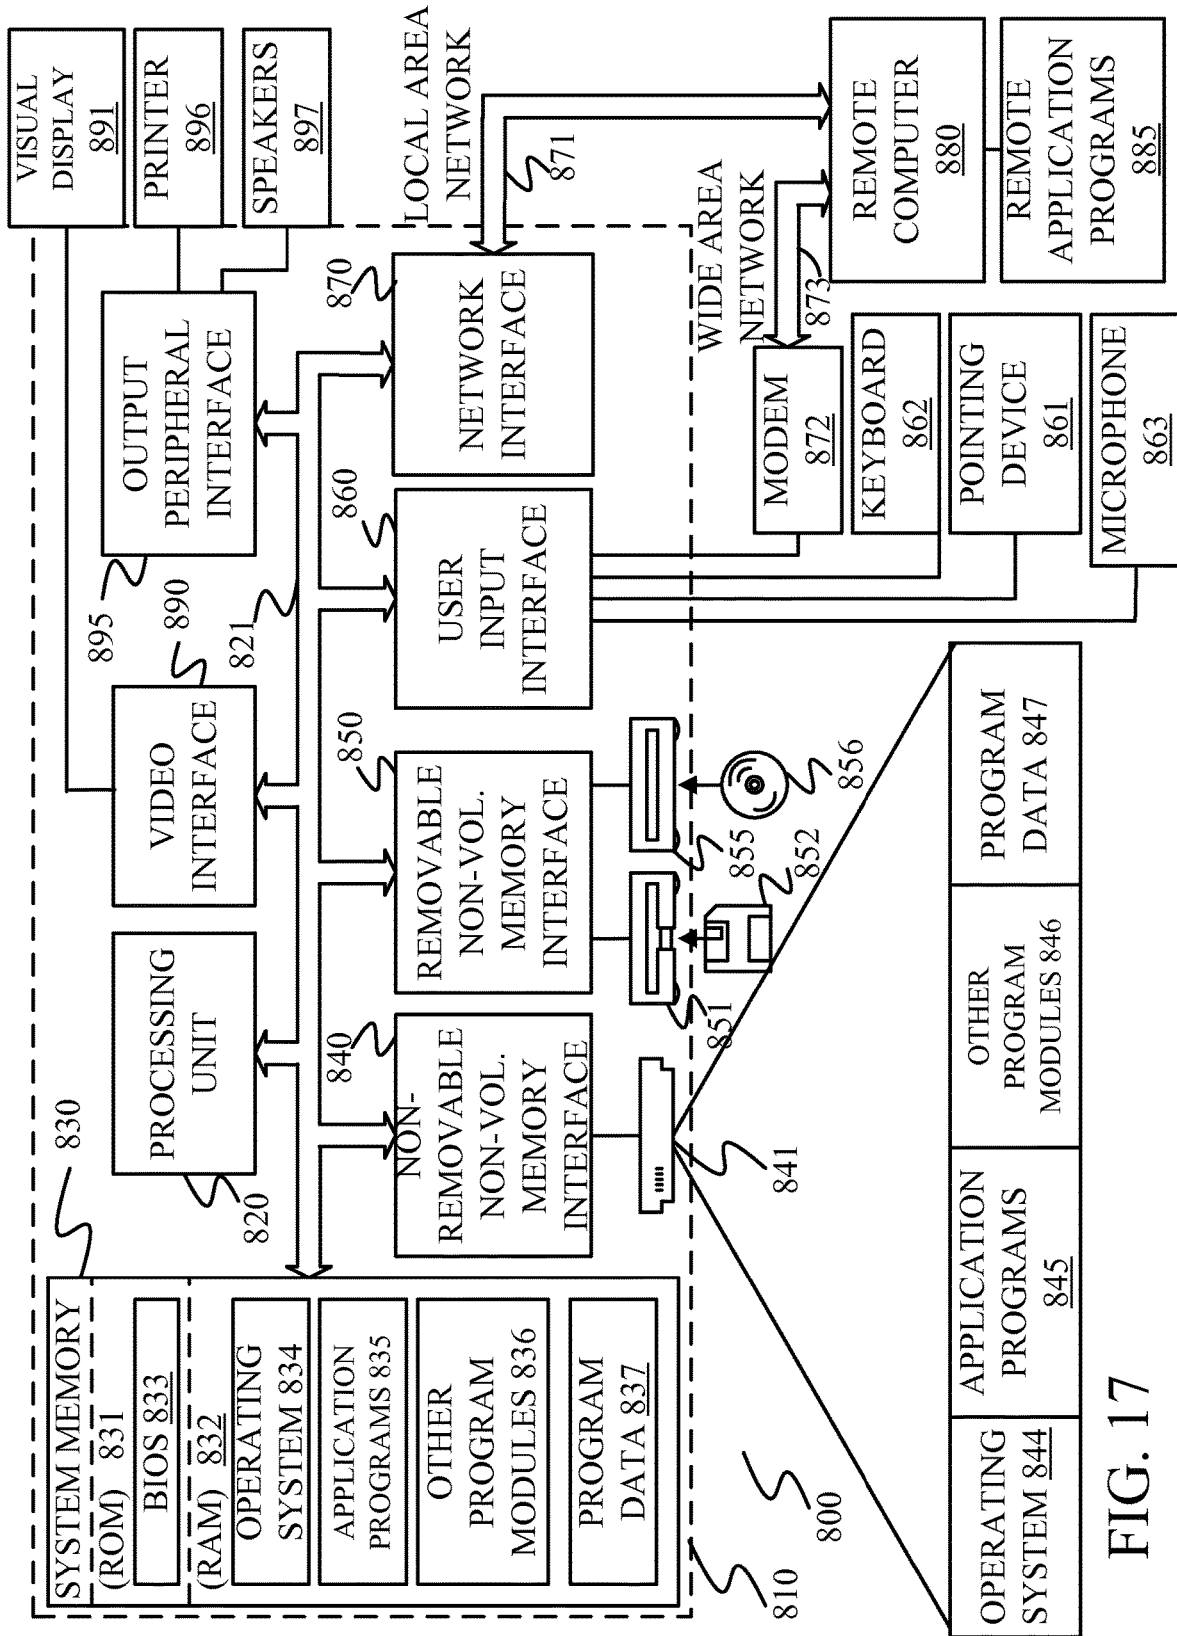 SYSTEM MEMORY
(ROM) 831
BIOS 833
(RAM) 832
OPERATING
SYSTEM 834
APPLICATION
PROGRAMS 835
OTHER
PROGRAM
MODULES 836
PROGRAM
DATA 837
830
PROCESSING
UNIT
820
VIDEO
INTERFACE
890
821
OUTPUT
PERIPHERAL
INTERFACE
895
VISUAL
DISPLAY
891
PRINTER
896
SPEAKERS
897
NON-
REMOVABLE
NON-VOL.
MEMORY
INTERFACE
840
REMOVABLE
NON-VOL.
MEMORY
INTERFACE
850
USER
INPUT
INTERFACE
860
NETWORK
INTERFACE
870
LOCAL AREA
NETWORK
871
841
851
852
855
856
810
800
WIDE AREA
NETWORK
873
MODEM
872
KEYBOARD
862
POINTING
DEVICE
861
MICROPHONE
863
REMOTE
COMPUTER
880
REMOTE
APPLICATION
PROGRAMS
885
OPERATING
SYSTEM 844
APPLICATION
PROGRAMS
845
OTHER
PROGRAM
MODULES 846
PROGRAM
DATA 847
FIG. 17